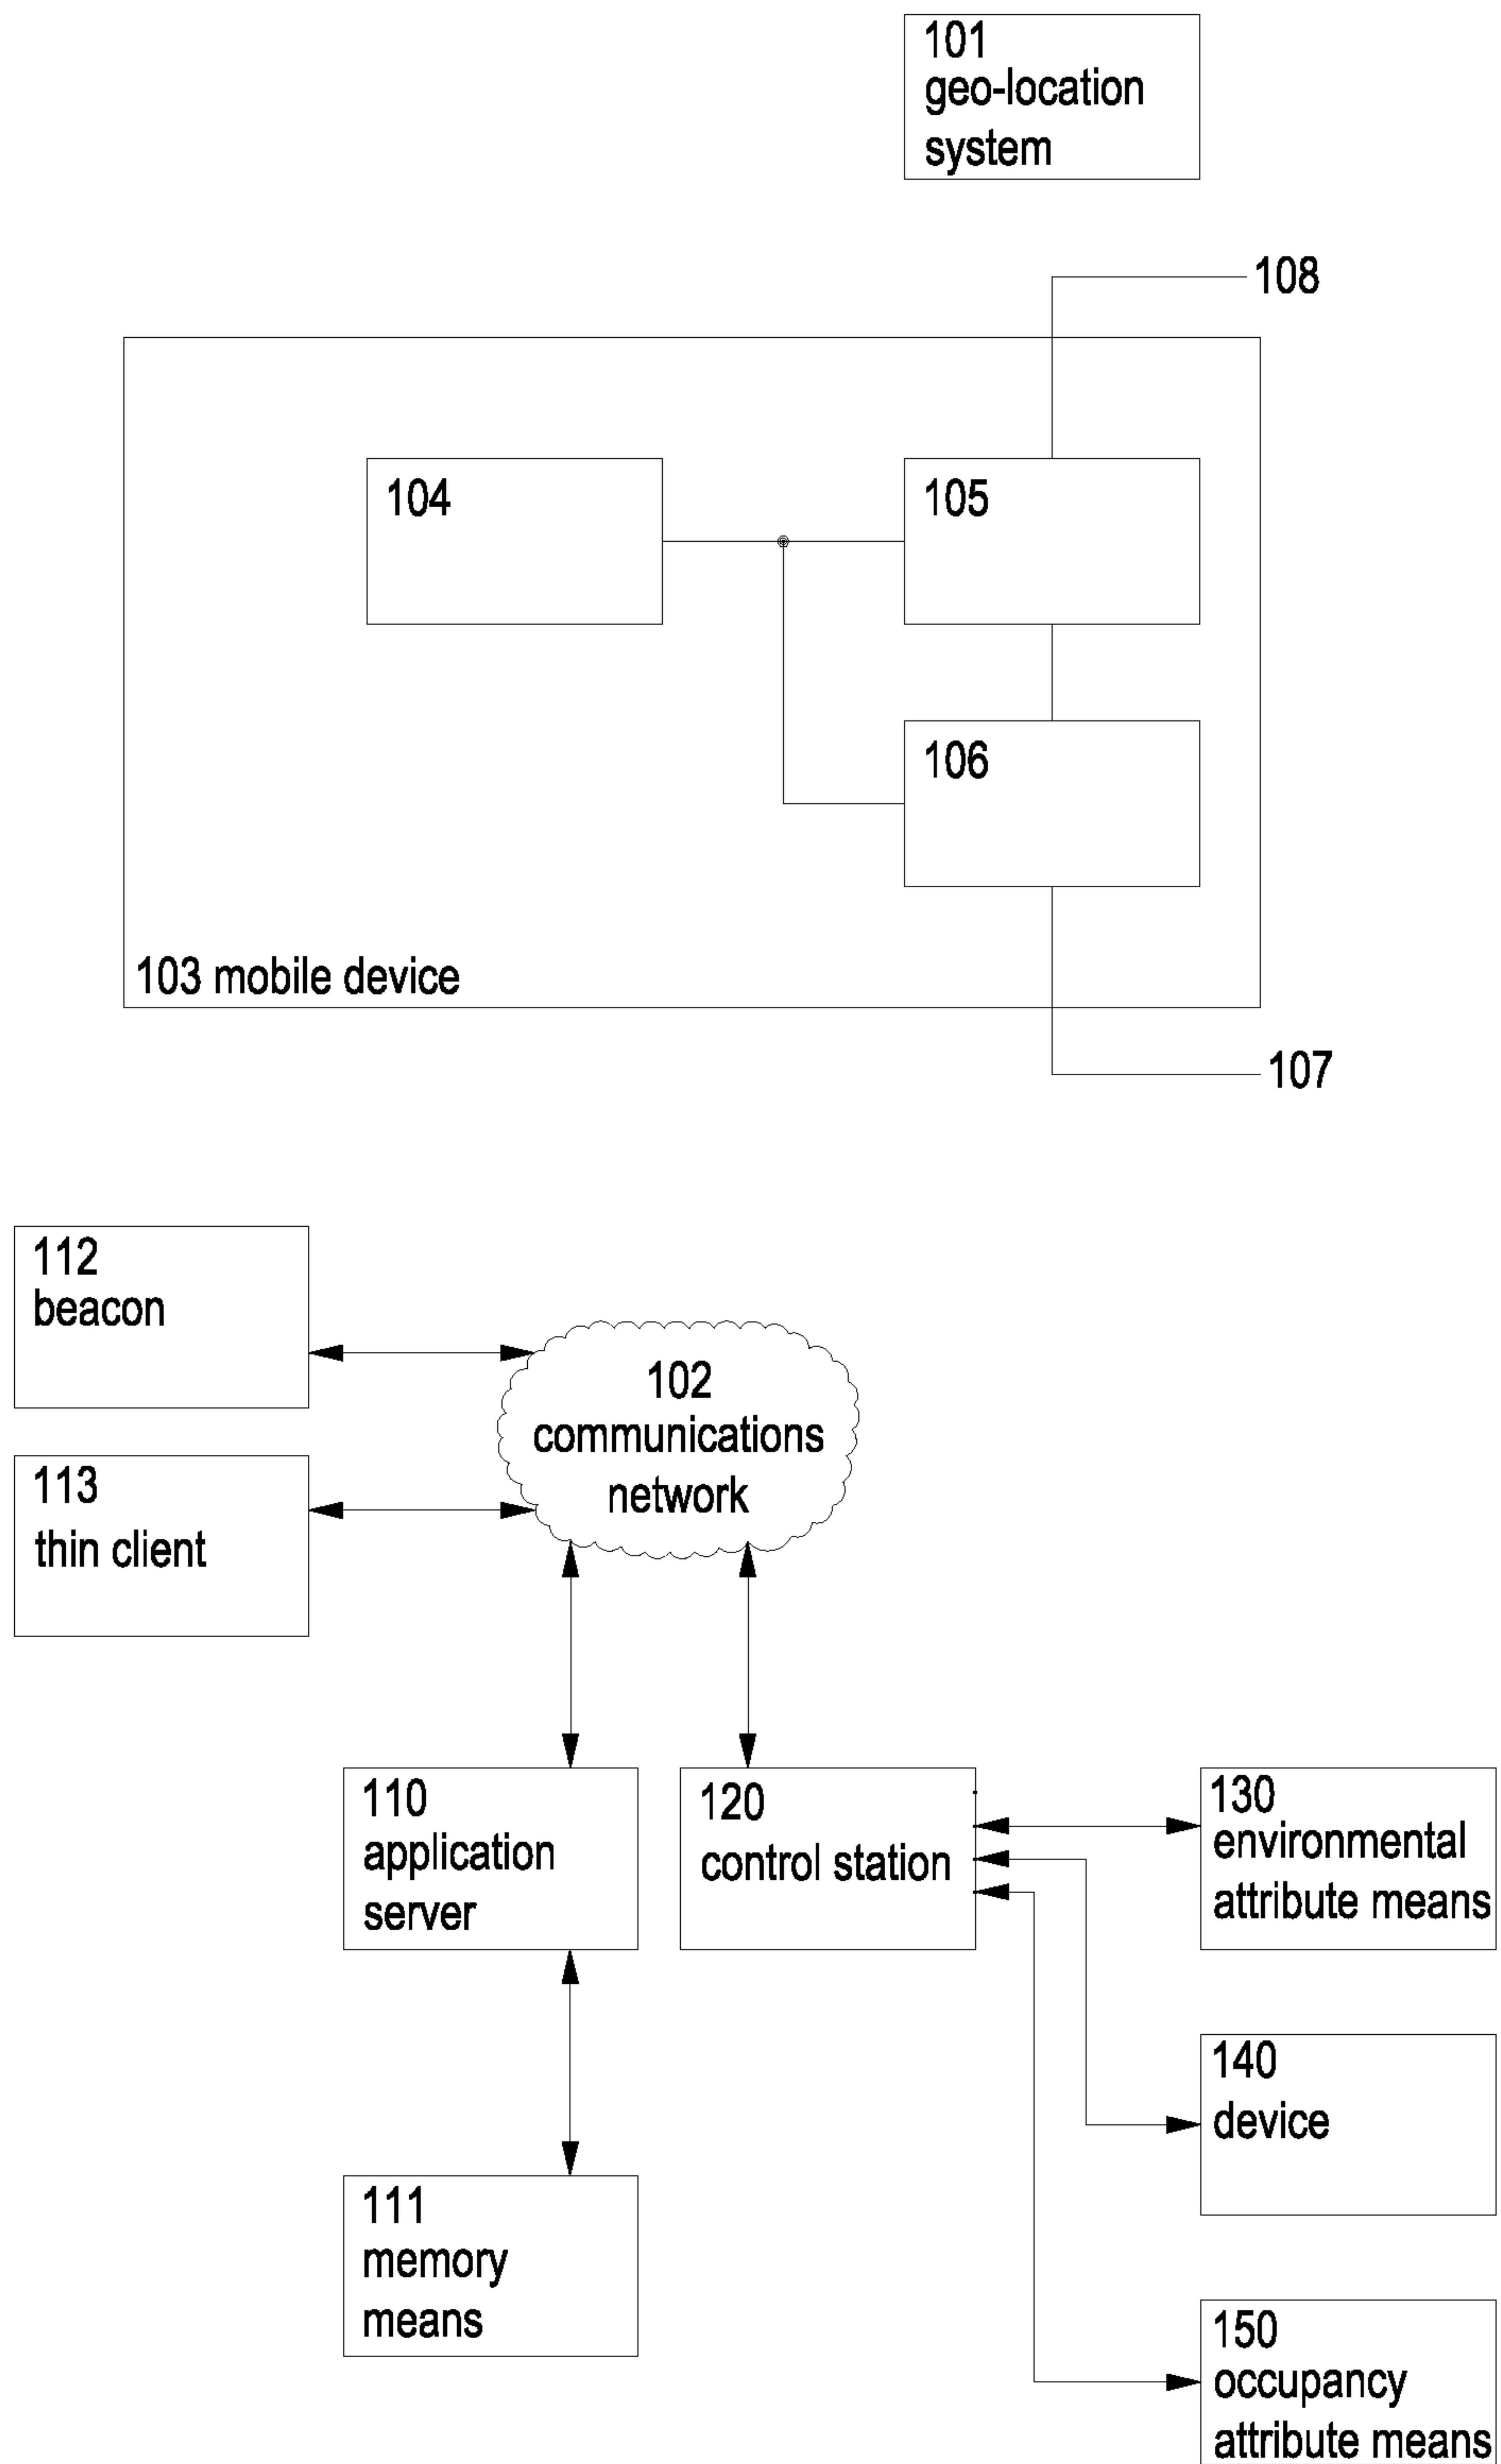 101
geo-location
system
108
104
105
106
103 mobile device
107
112
beacon
102
communications
network
113
thin client
110
application
server
120
control station
130
environmental
attribute means
140
device
111
memory
means
150
occupancy
attribute means